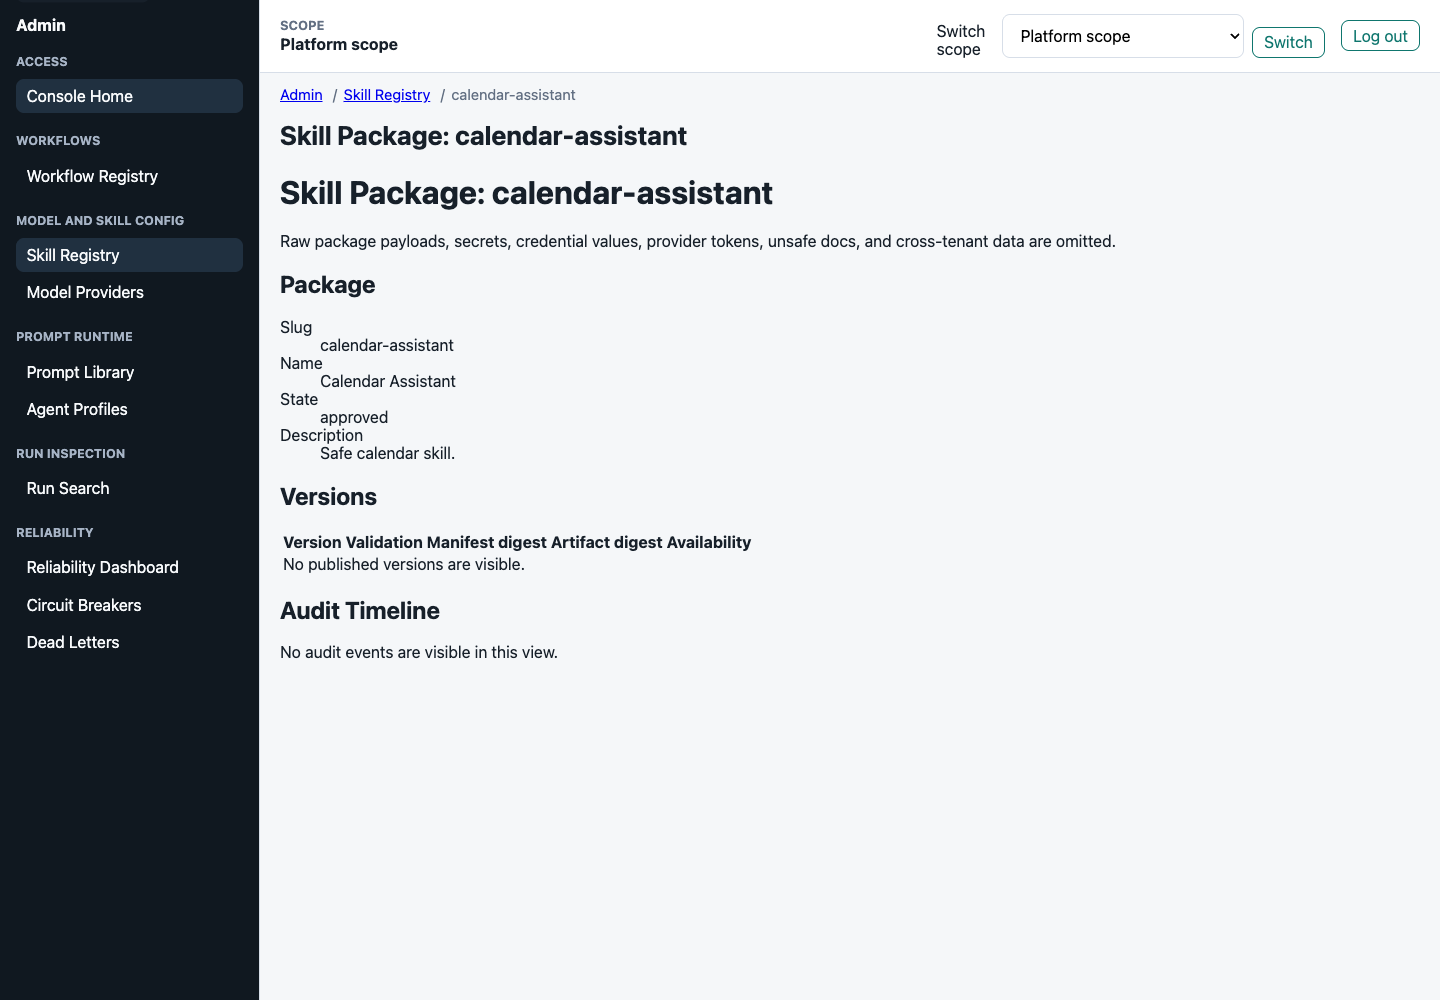 Admin
ACCESS
Console Home
WORKFLOWS
Workflow Registry
MODEL AND SKILL CONFIG
Skill Registry
Model Providers
PROMPT RUNTIME
Prompt Library
Agent Profiles
RUN INSPECTION
Run Search
RELIABILITY
Reliability Dashboard
Circuit Breakers
Dead Letters
SCOPE
Platform scope
Switch
scope
Platform scope
Switch
Log out
Admin / Skill Registry / calendar-assistant
Skill Package: calendar-assistant
Skill Package: calendar-assistant
Raw package payloads, secrets, credential values, provider tokens, unsafe docs, and cross-tenant data are omitted.
Package
Slug
calendar-assistant
Name
Calendar Assistant
State
approved
Description
Safe calendar skill.
Versions
Version Validation Manifest digest Artifact digest Availability
No published versions are visible.
Audit Timeline
No audit events are visible in this view.